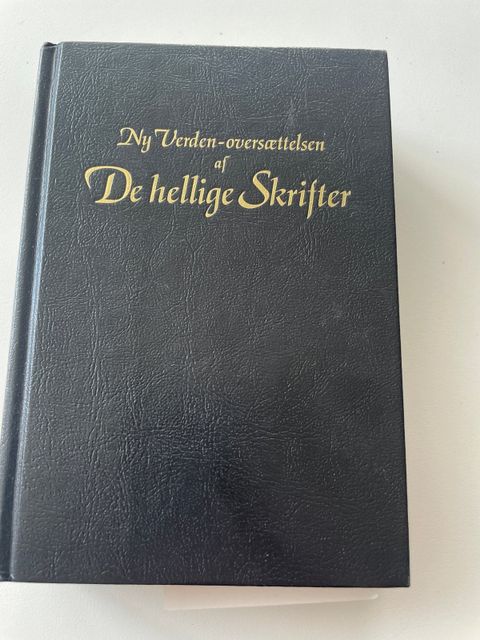 Ny Verden-oversættelsen
af
De hellige Skrifter